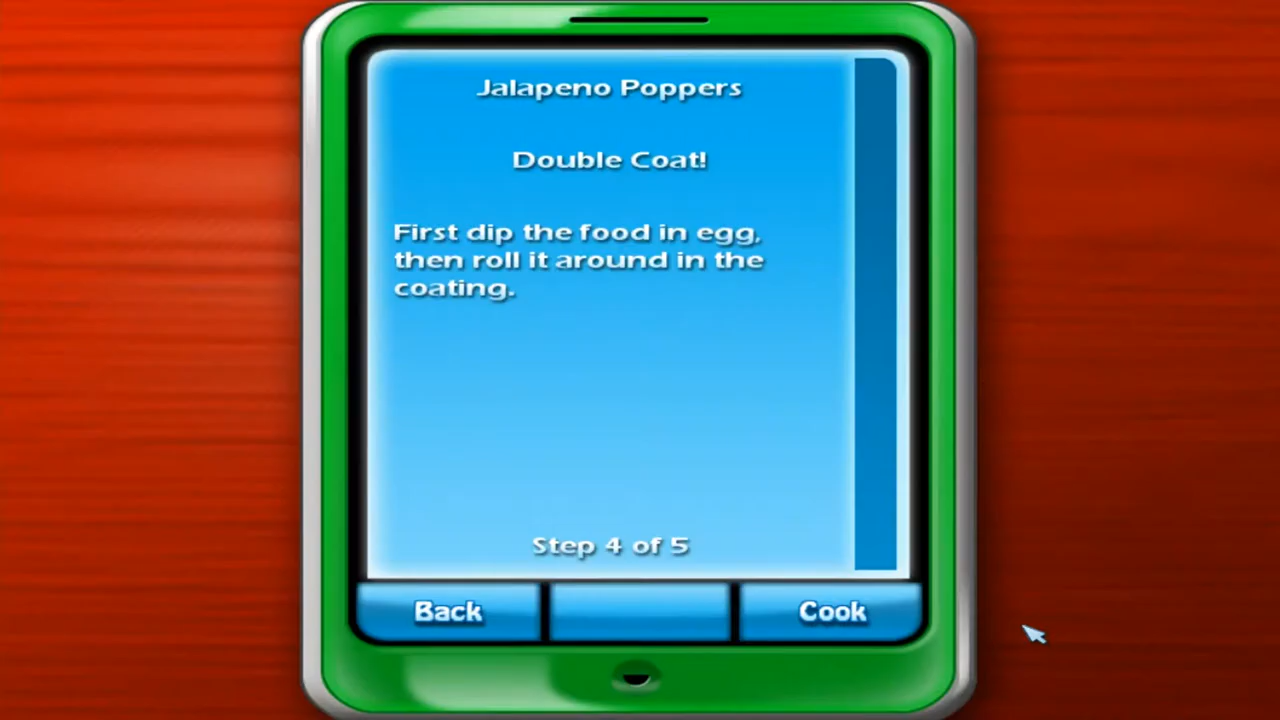 Jalapeno Poppers
Double Coat!
First dip the food in egg,
then roll it around in the
coating.
Step 4 of 5
Back
Cook